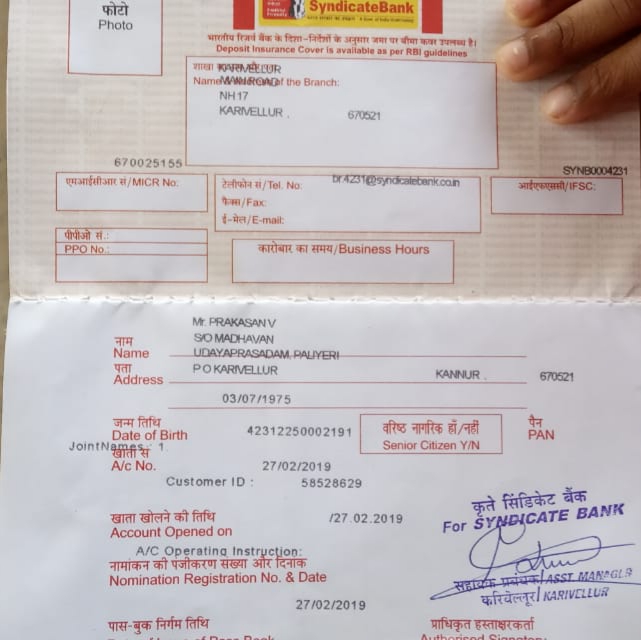 फोटो
Photo
SyndicateBank
भारतीय रिजर्व बैंक के दिशा-निर्देशों के अनुसार जमा पर बीमा कवर उपलब्ध है।
Deposit Insurance Cover is available as per RBI guidelines
शाखा
KARIVELLUR
Name of the Branch:
MAIN ROAD
NH 17
KARIVELLUR . 670521
670025155
SYNB0004231
एमआईसीआर सं/MICR No:
टेलीफोन सं/Tel. No:
br.4231@syndicatebank.co.in
आईएफएससी/IFSC:
फैक्स/Fax:
ई-मेल/E-mail:
पीपीओ सं.:
PPO No.:
कारोबार का समय/Business Hours
Mr. PRAKASAN V
नाम S/O MADHAVAN
Name UDAYAPRASADAM, PALIYERI
पता
Address P O KARIVELLUR KANNUR . 670521
03/07/1975
जन्म तिथि
Date of Birth 42312250002191
वरिष्ठ नागरिक हाँ/नहीं
Senior Citizen Y/N
पैन
PAN
JointNames : 1.
खाता सं
A/c No. 27/02/2019
Customer ID : 58528629
खाता खोलने की तिथि /27.02.2019
Account Opened on
कृते सिंडिकेट बैंक
For SYNDICATE BANK
A/C Operating Instruction:
नामांकन की पंजीकरण संख्या और दिनांक
Nomination Registration No. & Date
सहायक प्रबंधक/ASST. MANAGER
करिवेल्लूर/KARIVELLUR
27/02/2019
पास-बुक निर्गम तिथि
प्राधिकृत हस्ताक्षरकर्ता